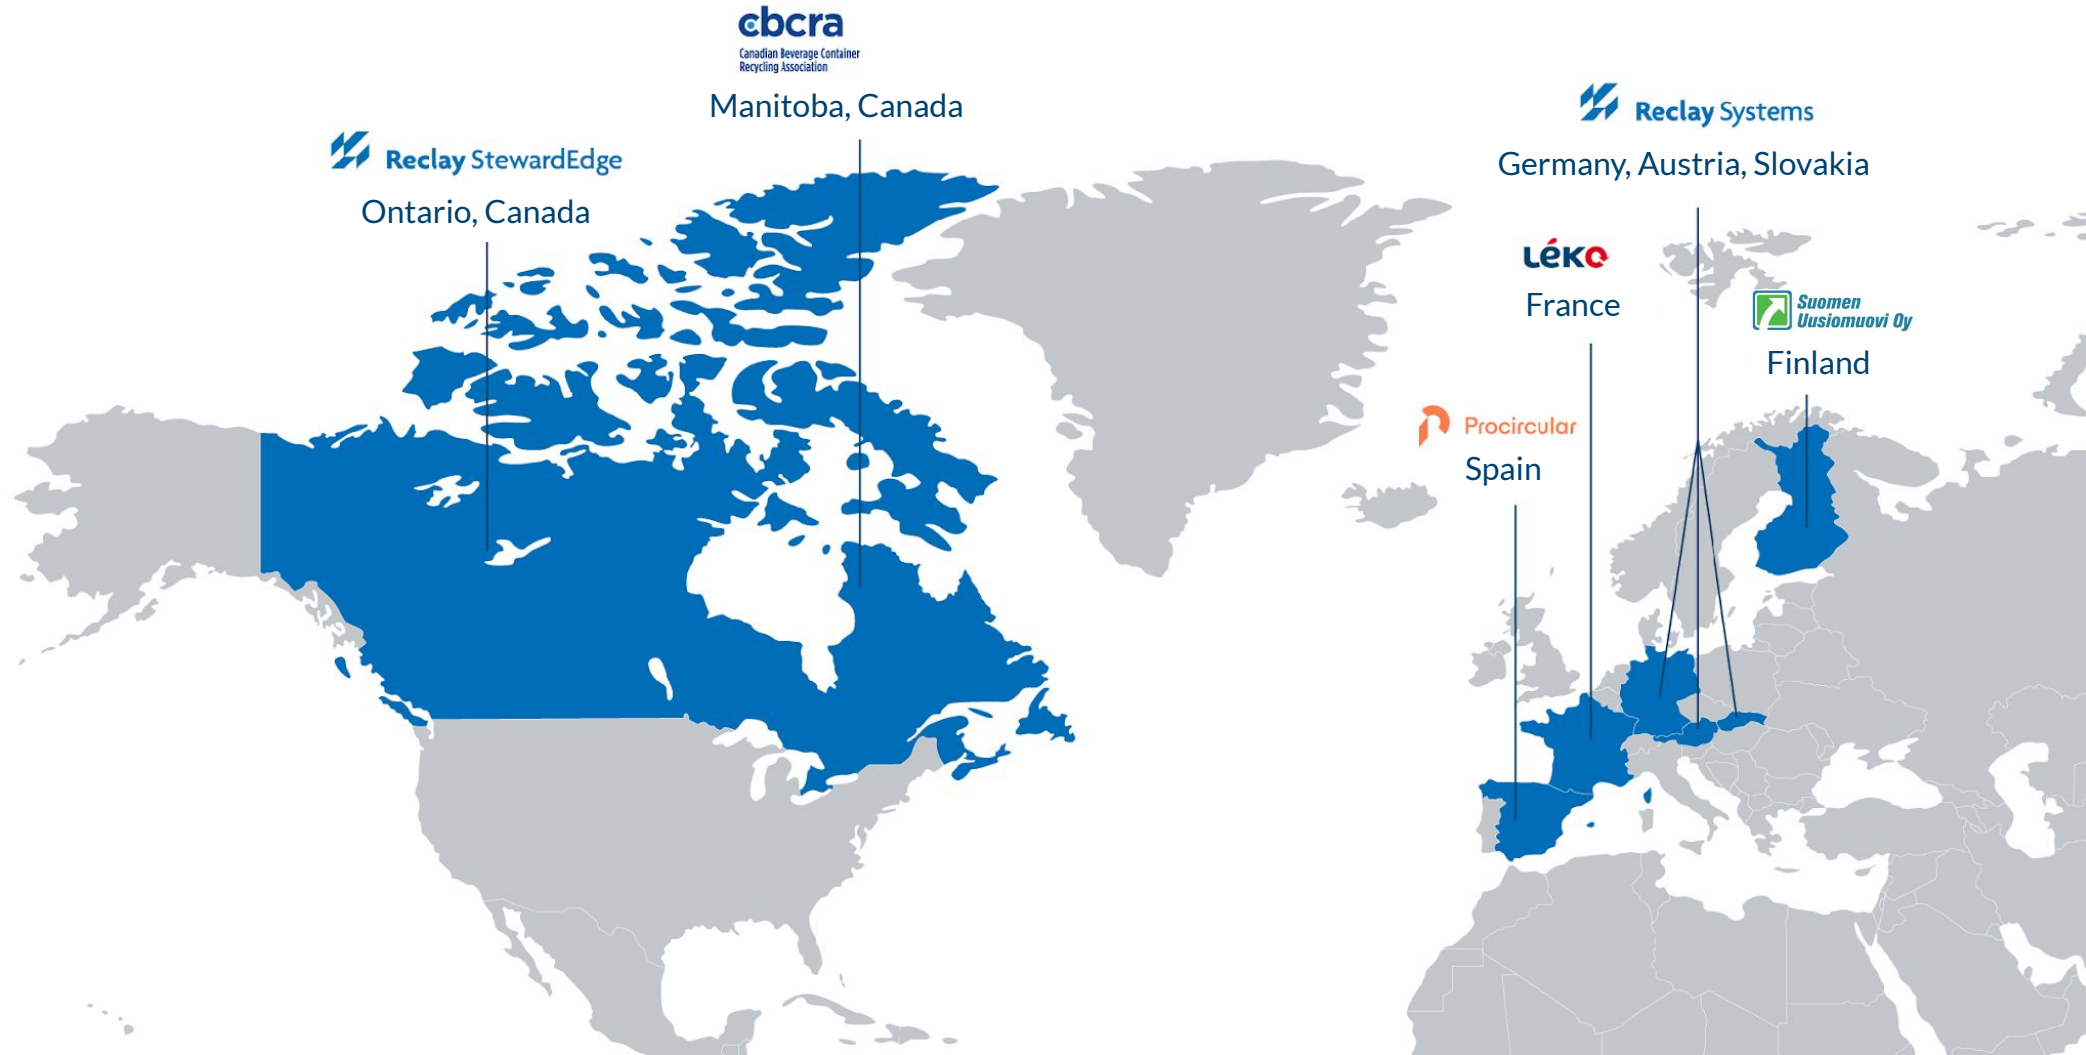 cbcra
Canadian Beverage Container
Recycling Association
Manitoba, Canada
Reclay StewardEdge
Ontario, Canada
Reclay Systems
Germany, Austria, Slovakia
LéKO
France
Suomen
Uusiomuovi Oy
Finland
Procircular
Spain